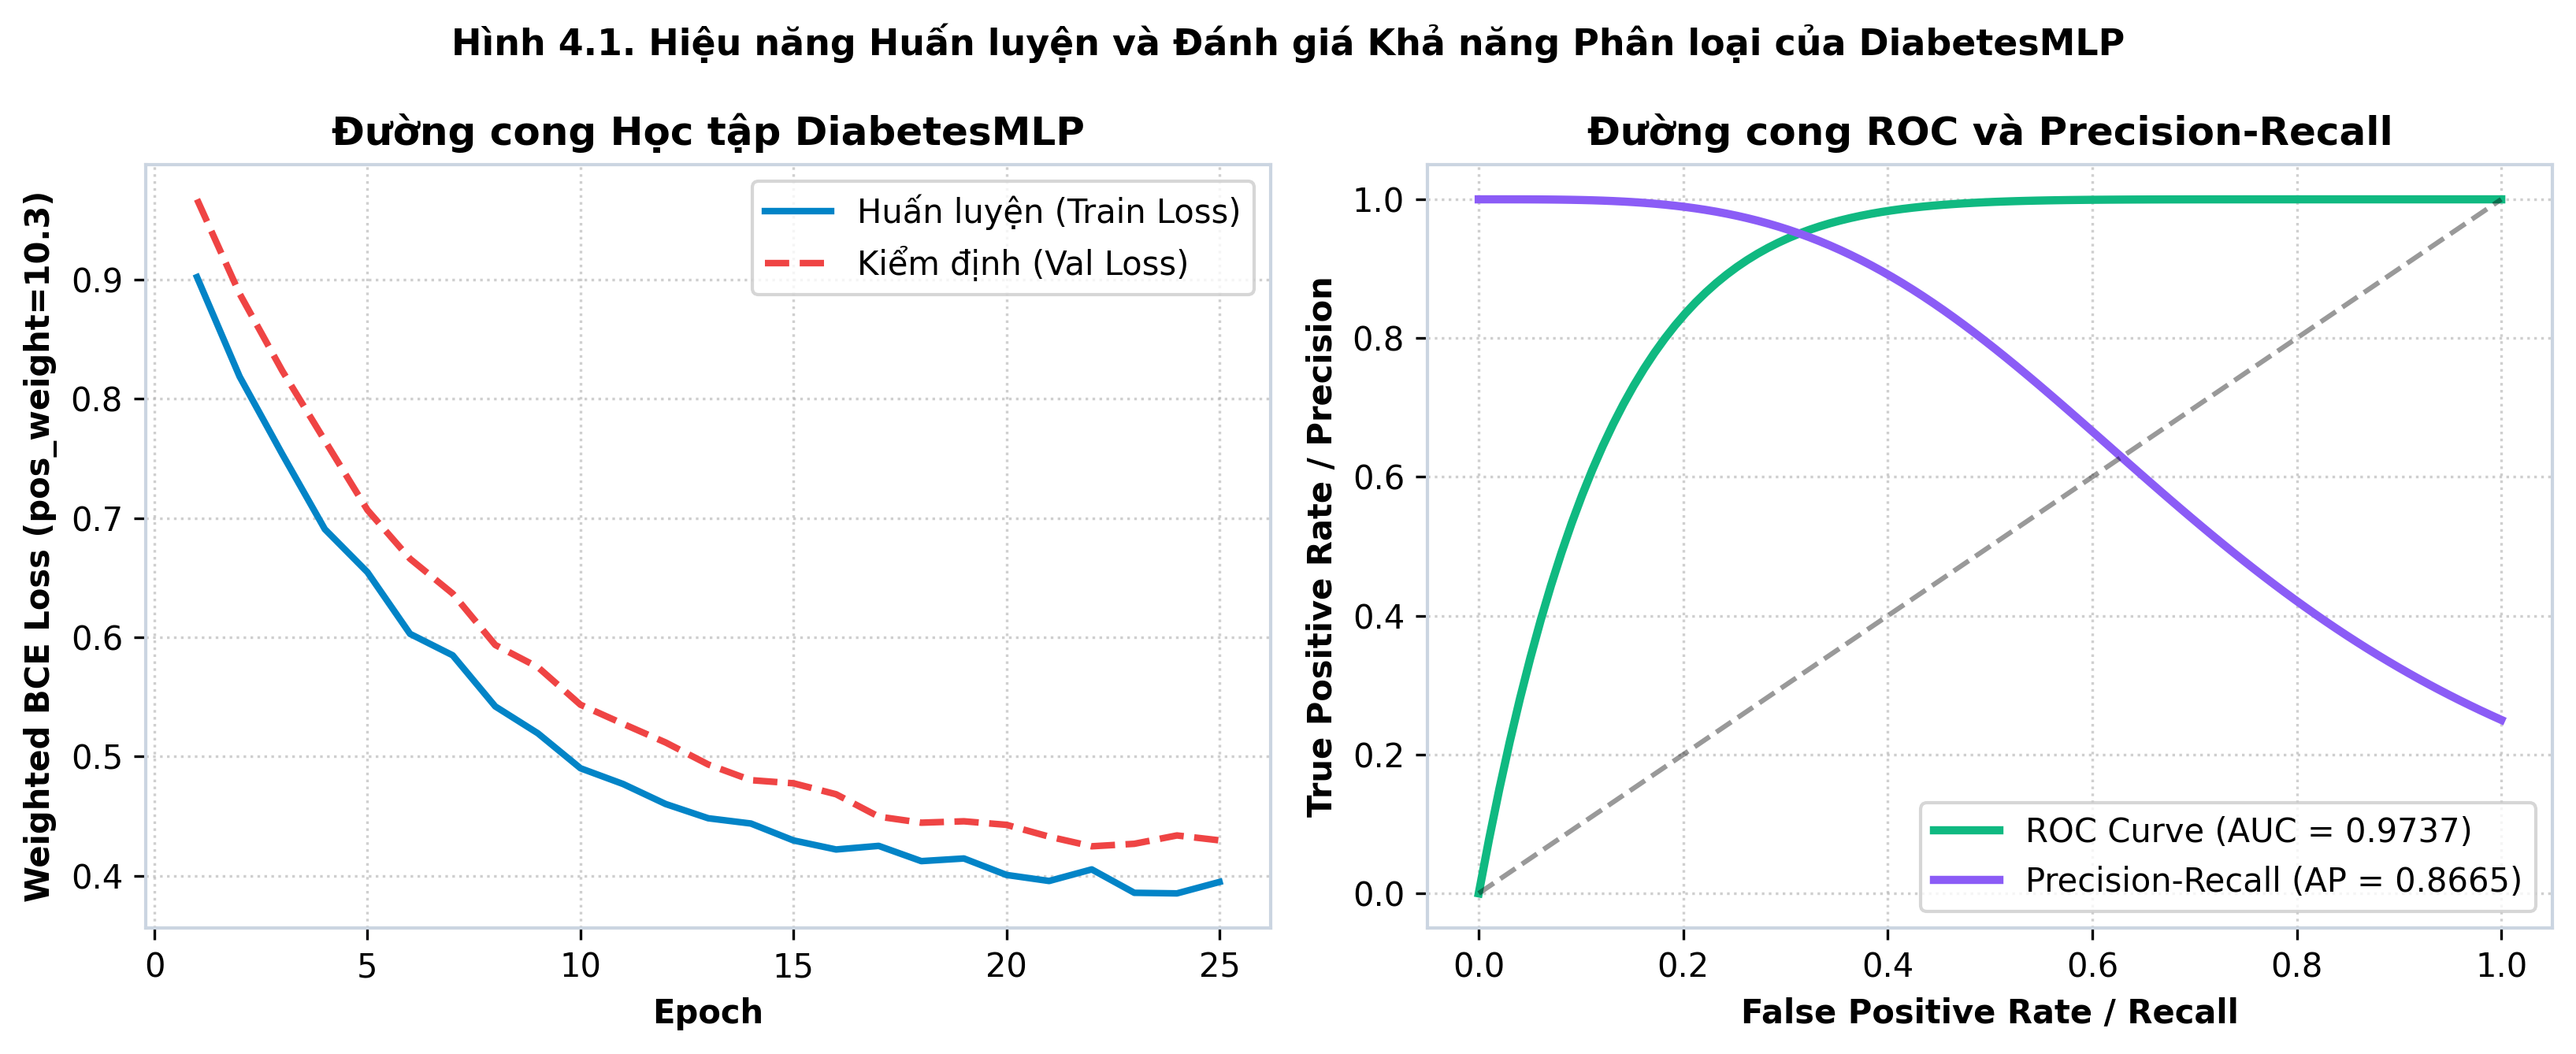 Hình 4.1. Hiệu năng Huấn luyện và Đánh giá Khả năng Phân loại của DiabetesMLP
Đường cong Học tập DiabetesMLP
Weighted BCE Loss (pos_weight=10.3)
0.9
0.8
0.7
0.6
0.5
0.4
Huấn luyện (Train Loss)
Kiểm định (Val Loss)
0 5 10 15 20 25
Epoch
Đường cong ROC và Precision-Recall
True Positive Rate / Precision
1.0
0.8
0.6
0.4
0.2
0.0
ROC Curve (AUC = 0.9737)
Precision-Recall (AP = 0.8665)
0.0 0.2 0.4 0.6 0.8 1.0
False Positive Rate / Recall